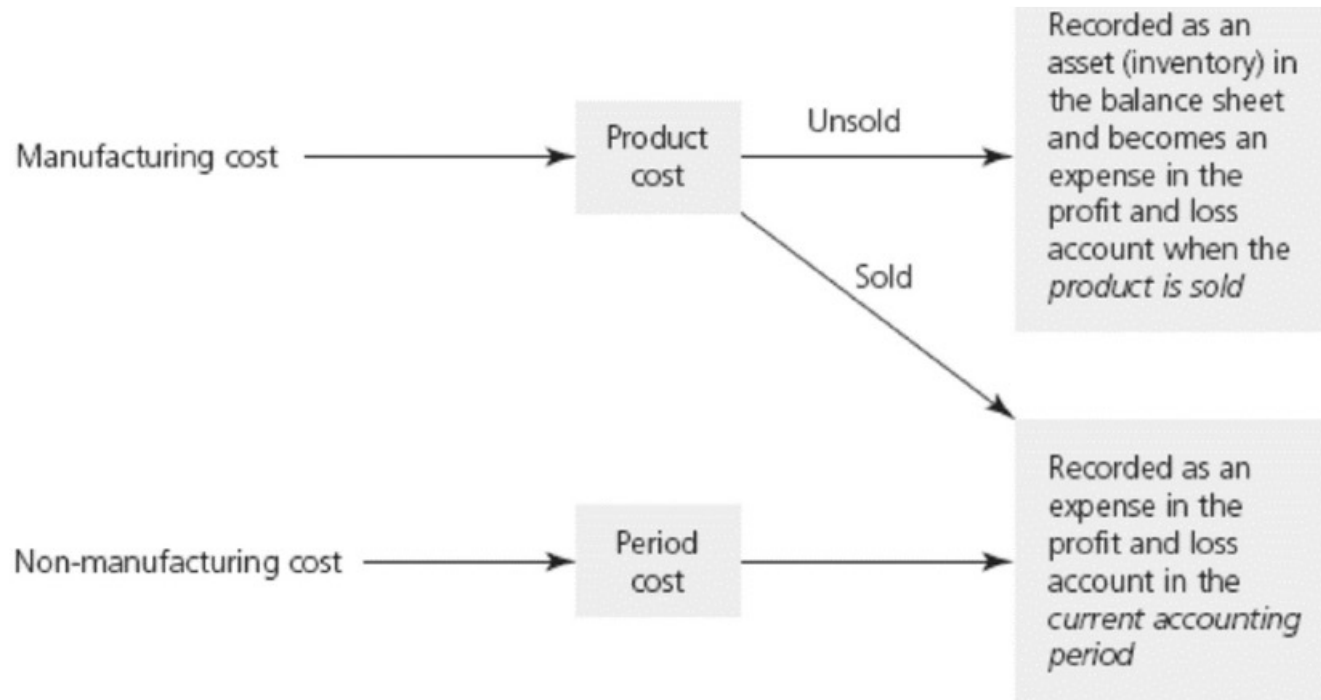 Manufacturing cost
Product
cost
Unsold
Sold
Recorded as an
asset (inventory) in
the balance sheet
and becomes an
expense in the
profit and loss
account when the
product is sold
Non-manufacturing cost
Period
cost
Recorded as an
expense in the
profit and loss
account in the
current accounting
period